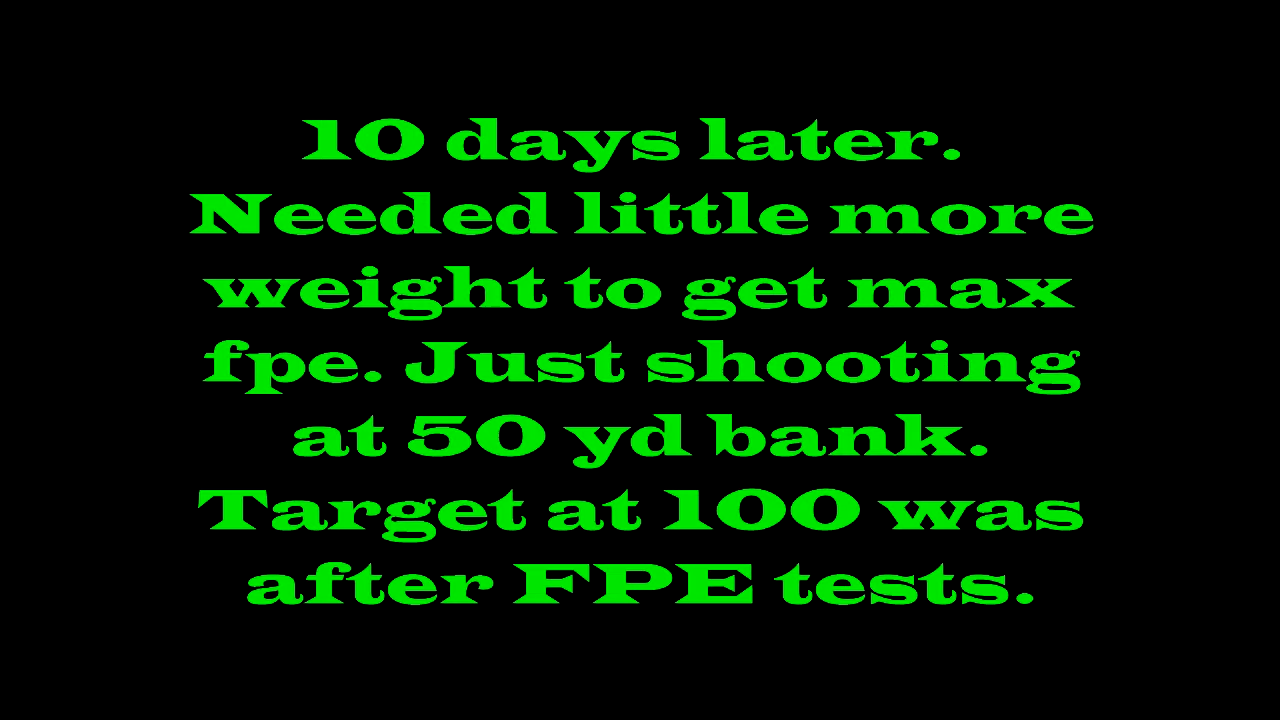 10 days later.
Needed little more
weight to get max
fpe. Just shooting
at 50 yd bank.
Target at 100 was
after FPE tests.